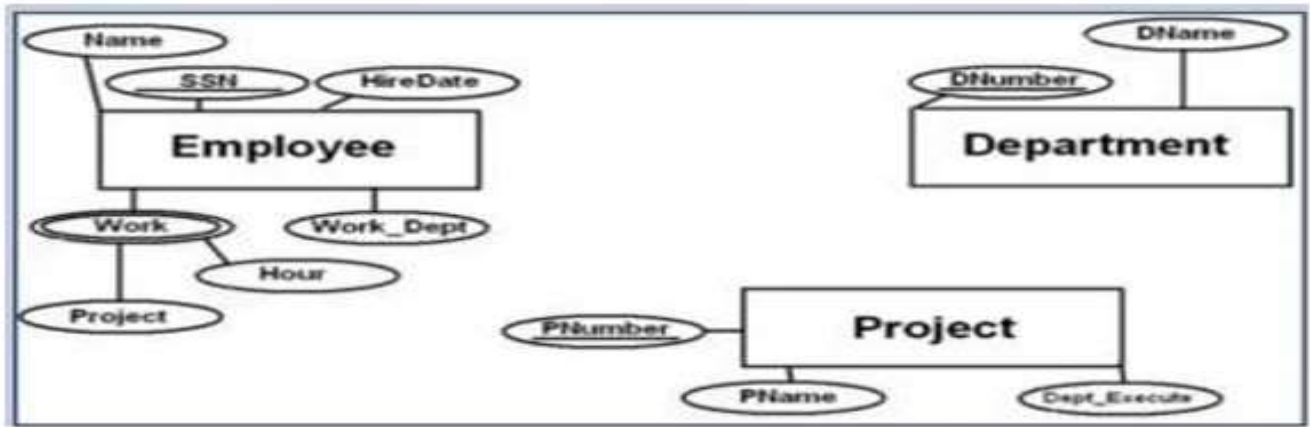 Name
DName
SSN
HireDate
DNumber
Employee
Department
Work
Work_Dept
Hour
Project
PNumber
Project
PName
Dept_Execute